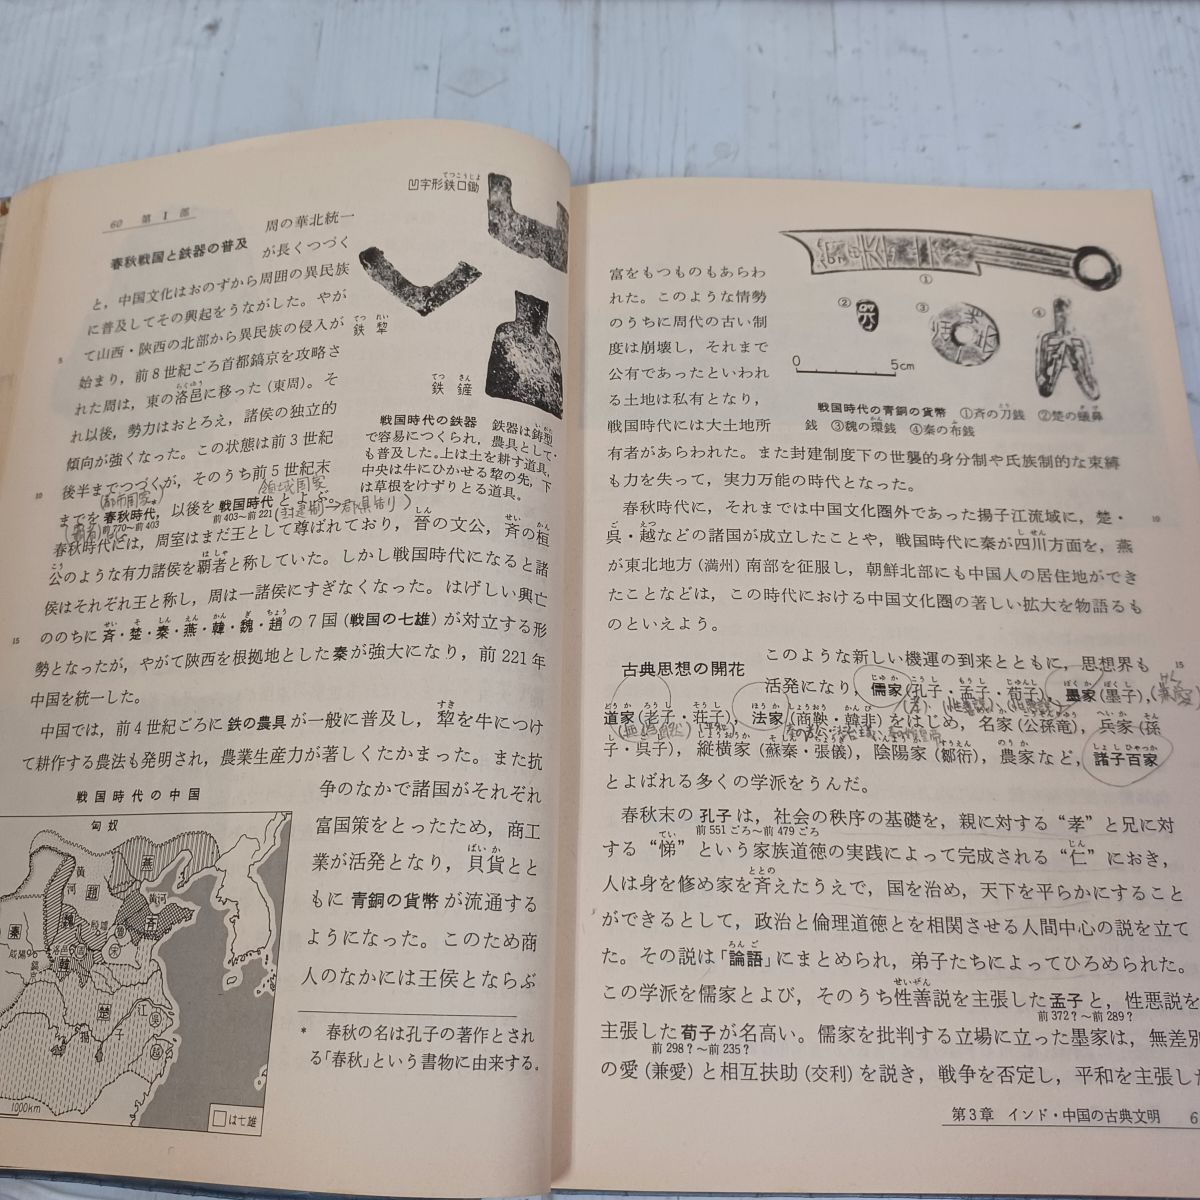 60 第Ⅰ部
春秋戦国と鉄器の普及
周の華北統一
が長くつづく
と，中国文化はおのずから周囲の異民族
に普及してその興起をうながした。やが
て山西・陝西の北部から異民族の侵入が
始まり，前8世紀ごろ首都鎬京を攻略さ
れた周は，東の洛邑に移った(東周)。そ
れ以後，勢力はおとろえ，諸侯の独立的
傾向が強くなった。この状態は前3世紀
後半までつづくが，そのうち前5世紀末
(都市国家*) 領域国家
までを春秋時代，以後を戦国時代とよぶ。
前770〜前403 前403〜前221 (封建制→郡県制)
春秋時代には，周室はまだ王として尊ばれており，晉の文公，斉の桓
公のような有力諸侯を覇者と称していた。しかし戦国時代になると諸
侯はそれぞれ王と称し，周は一諸侯にすぎなくなった。はげしい興亡
ののちに斉・楚・秦・燕・韓・魏・趙の7国(戦国の七雄)が対立する形
勢となったが，やがて陝西を根拠地とした秦が強大になり，前221年
中国を統一した。
中国では，前4世紀ごろに鉄の農具が一般に普及し，犂を牛につけ
て耕作する農法も発明され，農業生産力が著しくたかまった。また抗
争のなかで諸国がそれぞれ
富国策をとったため，商工
業が活発となり，貝貨とと
もに青銅の貨幣が流通する
ようになった。このため商
人のなかには王侯とならぶ
* 春秋の名は孔子の著作とされ
る「春秋」という書物に由来する。
凹字形鉄口鋤
てつこうじよ
鉄犂
てつ たい
鉄鏟
てつ さん
戦国時代の鉄器 鉄器は鋳型
で容易につくられ，農具として
も普及した。上は土を耕す道具，
中央は牛にひかせる犂の先，下
は草根をけずりとる道具。
戦国時代の中国
匈奴
燕
黄河
趙
黄河
斉
魏
秦
咸陽
鎬京
洛邑
周
韓
宋
楚
江
揚
呉
越
1000km
は七雄
富をもつものもあらわ
れた。このような情勢
のうちに周代の古い制
度は崩壊し，それまで
公有であったといわれ
る土地は私有となり，
戦国時代には大土地所
有者があらわれた。また封建制度下の世襲的身分制や氏族制的な束縛
も力を失って，実力万能の時代となった。
① ② ③ ④
0 5cm
戦国時代の青銅の貨幣 ①斉の刀銭 ②楚の蟻鼻
銭 ③魏の環銭 ④秦の布銭
春秋時代に，それまでは中国文化圏外であった揚子江流域に，楚・
呉・越などの諸国が成立したことや，戦国時代に秦が四川方面を，燕
が東北地方(満州)南部を征服し，朝鮮北部にも中国人の居住地ができ
たことなどは，この時代における中国文化圏の著しい拡大を物語るも
のといえよう。
古典思想の開花
このような新しい機運の到来とともに，思想界も
活発になり，儒家(孔子・孟子・荀子)，墨家(墨子)，
道家(老子・荘子)，法家(商鞅・韓非)をはじめ，名家(公孫竜)，兵家(孫
子・呉子)，縦横家(蘇秦・張儀)，陰陽家(鄒衍)，農家など，諸子百家
とよばれる多くの学派をうんだ。
春秋末の孔子は，社会の秩序の基礎を，親に対する“孝”と兄に対
前551ごろ〜前479ごろ
する“悌”という家族道徳の実践によって完成される“仁”におき，
人は身を修め家を斉えたうえで，国を治め，天下を平らかにすること
ができるとして，政治と倫理道徳とを相関させる人間中心の説を立て
た。その説は「論語」にまとめられ，弟子たちによってひろめられた。
この学派を儒家とよび，そのうち性善説を主張した孟子と，性悪説を
前372？〜前289？
主張した荀子が名高い。儒家を批判する立場に立った墨家は，無差別
前298？〜前235？
の愛(兼愛)と相互扶助(交利)を説き，戦争を否定し，平和を主張した
第3章 インド・中国の古典文明 6